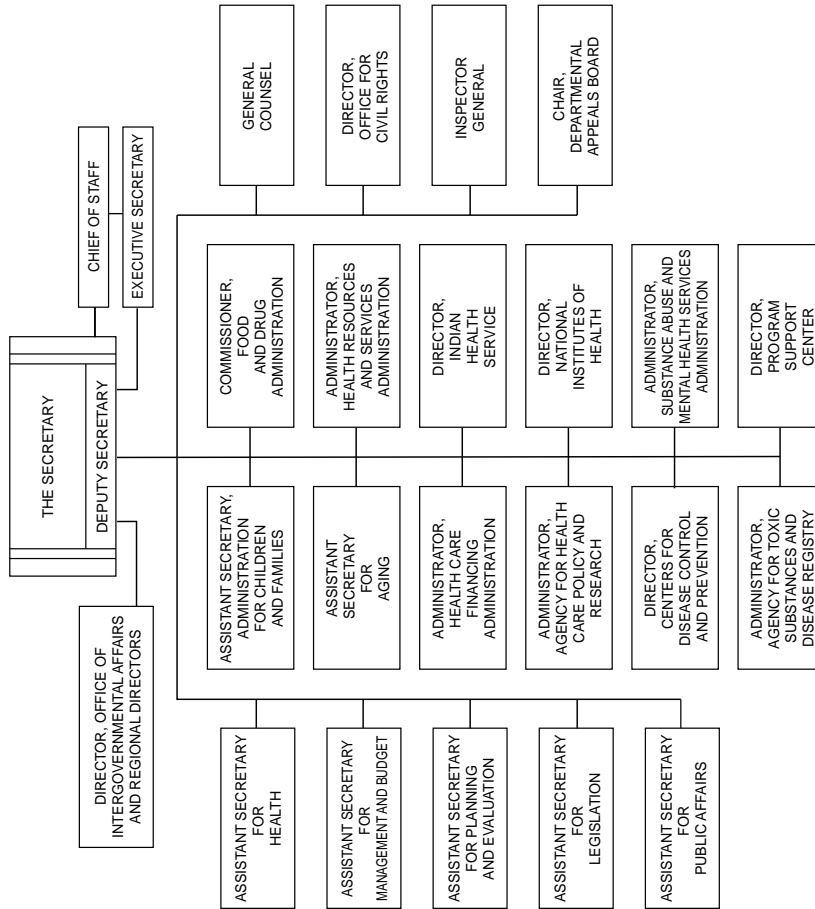 THE SECRETARY
DEPUTY SECRETARY
CHIEF OF STAFF
EXECUTIVE SECRETARY
DIRECTOR, OFFICE OF
INTERGOVERNMENTAL AFFAIRS
AND REGIONAL DIRECTORS
ASSISTANT SECRETARY
FOR
HEALTH
ASSISTANT SECRETARY
FOR
MANAGEMENT AND BUDGET
ASSISTANT SECRETARY
FOR PLANNING
AND EVALUATION
ASSISTANT SECRETARY
FOR
LEGISLATION
ASSISTANT SECRETARY
FOR
PUBLIC AFFAIRS
ASSISTANT SECRETARY,
ADMINISTRATION
FOR CHILDREN
AND FAMILIES
ASSISTANT
SECRETARY
FOR
AGING
ADMINISTRATOR,
HEALTH CARE
FINANCING
ADMINISTRATION
ADMINISTRATOR,
AGENCY FOR HEALTH
CARE POLICY AND
RESEARCH
DIRECTOR,
CENTERS FOR
DISEASE CONTROL
AND PREVENTION
ADMINISTRATOR,
AGENCY FOR TOXIC
SUBSTANCES AND
DISEASE REGISTRY
COMMISSIONER,
FOOD
AND DRUG
ADMINISTRATION
ADMINISTRATOR,
HEALTH RESOURCES
AND SERVICES
ADMINISTRATION
DIRECTOR,
INDIAN
HEALTH
SERVICE
DIRECTOR,
NATIONAL
INSTITUTES OF
HEALTH
ADMINISTRATOR,
SUBSTANCE ABUSE AND
MENTAL HEALTH SERVICES
ADMINISTRATION
DIRECTOR,
PROGRAM
SUPPORT
CENTER
GENERAL
COUNSEL
DIRECTOR,
OFFICE FOR
CIVIL RIGHTS
INSPECTOR
GENERAL
CHAIR,
DEPARTMENTAL
APPEALS BOARD